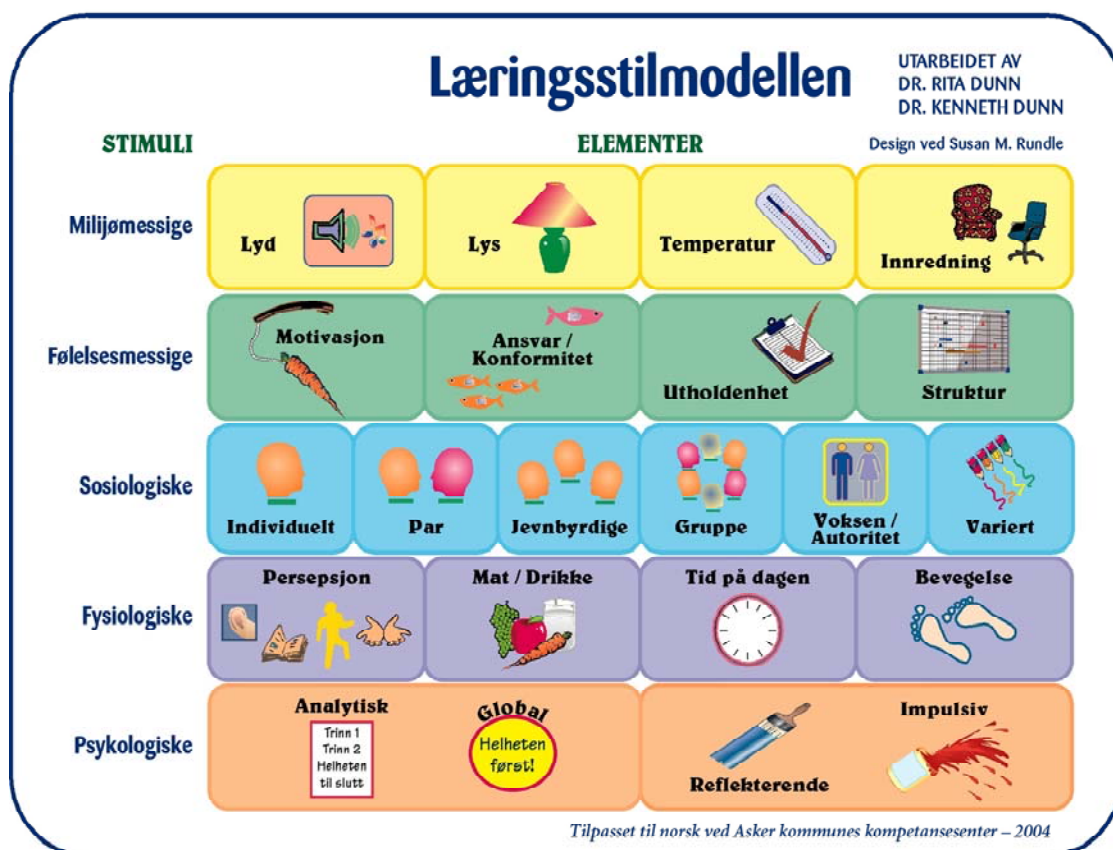 Læringsstilmodellen
UTARBEIDET AV
DR. RITA DUNN
DR. KENNETH DUNN
STIMULI
ELEMENTER
Design ved Susan M. Rundle
Milijømessige
Lyd
Lys
Temperatur
Innredning
Følelsesmessige
Motivasjon
Ansvar /
Konformitet
Utholdenhet
Struktur
Sosiologiske
Individuelt
Par
Jevnbyrdige
Gruppe
Voksen /
Autoritet
Variert
Fysiologiske
Persepsjon
Mat / Drikke
Tid på dagen
Bevegelse
Psykologiske
Analytisk
Trinn 1
Trinn 2
Helheten
til slutt
Global
Helheten
først!
Reflekterende
Impulsiv
Tilpasset til norsk ved Asker kommunes kompetansesenter – 2004